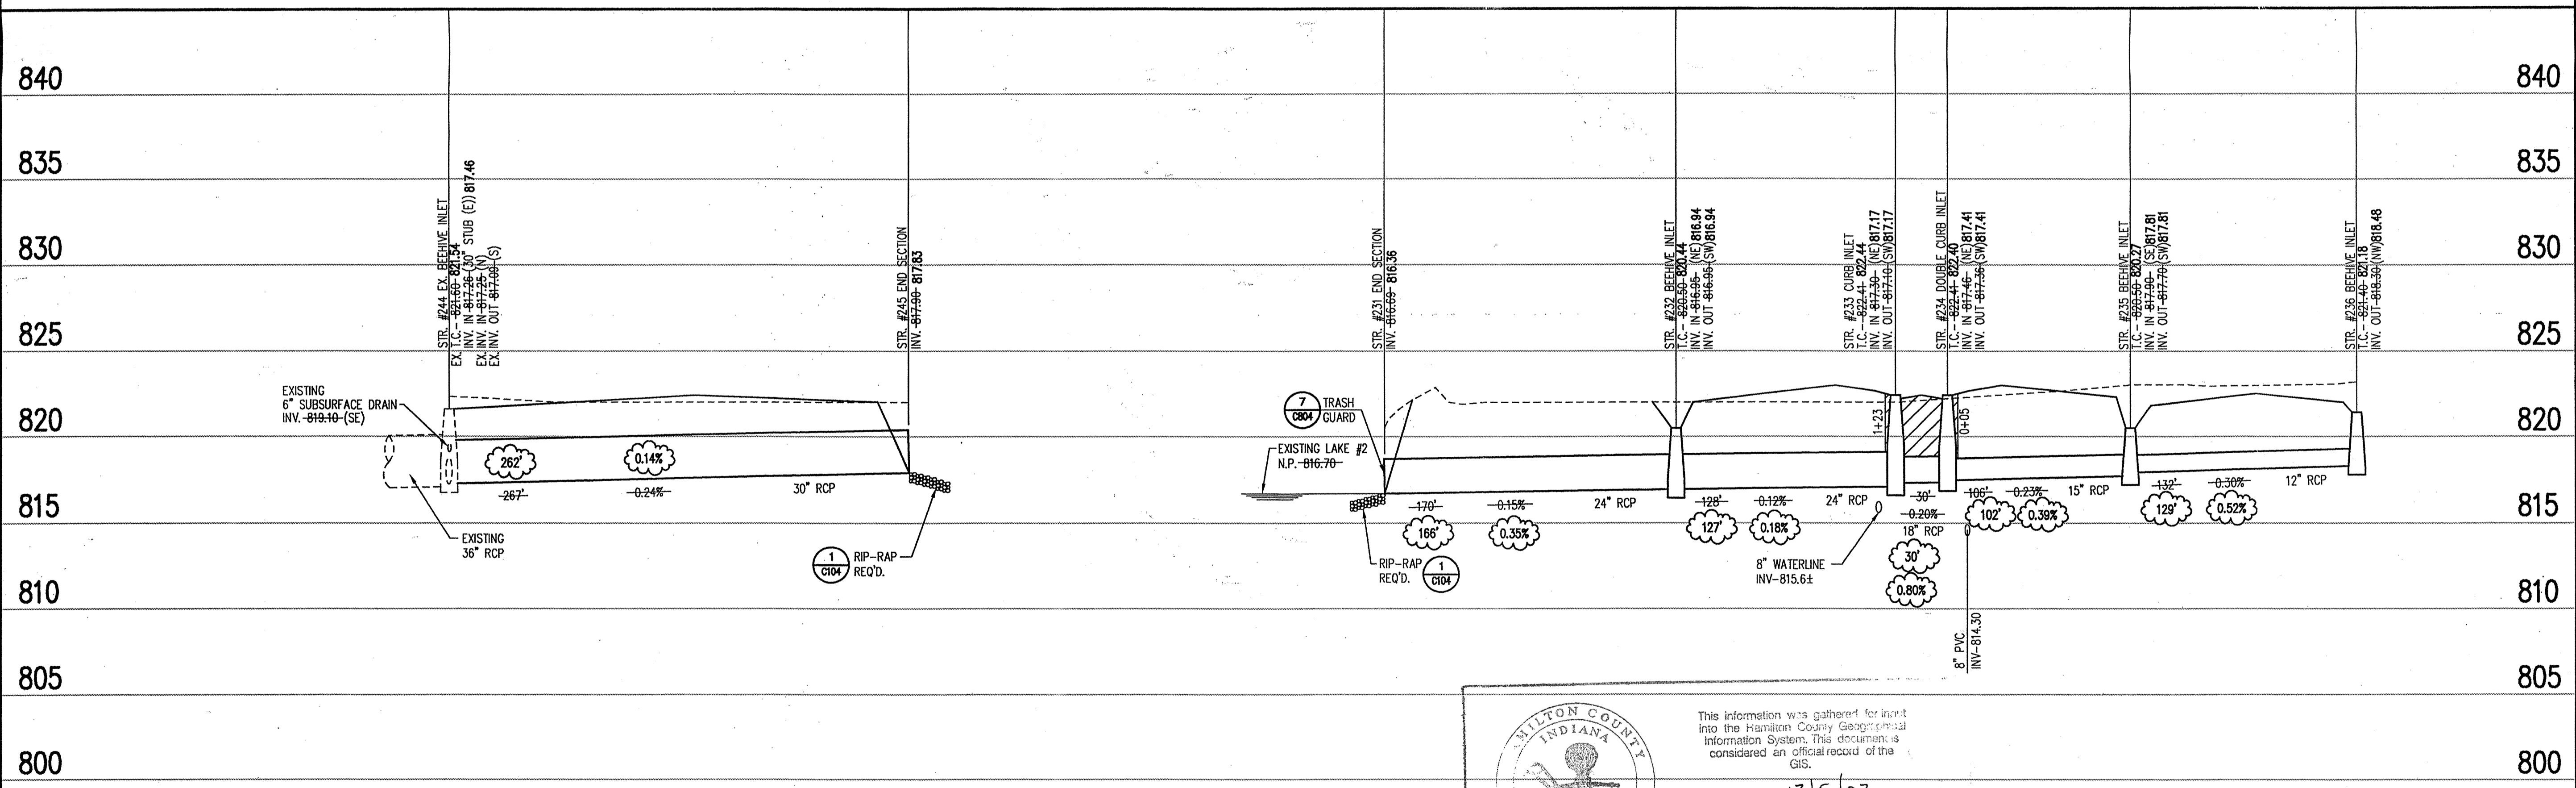 840
840
835
835
830
830
825
825
820
820
815
815
810
810
805
805
800
800
STR. #244 EX. BEEHIVE INLET
EX. T.C.- 821.60 821.54
INV. IN 817.26 (30" STUB (E)) 817.46
EX. INV. IN 817.25 (N)
EX. INV. OUT 817.09 (S)
STR. #245 END SECTION
INV. 817.90 817.83
EXISTING
6" SUBSURFACE DRAIN
INV. 819.10 (SE)
262'
0.14%
267'
0.24%
30" RCP
EXISTING
36" RCP
1
C104
RIP-RAP
REQ'D.
STR. #231 END SECTION
INV. 816.69 816.36
7
C804
TRASH
GUARD
EXISTING LAKE #2
N.P. 816.70
RIP-RAP
REQ'D.
1
C104
170'
0.15%
24" RCP
166'
0.35%
STR. #232 BEEHIVE INLET
T.C.- 820.50 820.44
INV. IN 816.95 (NE) 816.94
INV. OUT 816.95 (SW) 816.94
128'
0.12%
24" RCP
127'
0.18%
8" WATERLINE
INV-815.6±
STR. #233 CURB INLET
T.C.- 822.41 822.44
INV. IN 817.30 (NE) 817.17
INV. OUT 817.10 (SW) 817.17
1+23
30'
0.20%
18" RCP
30'
0.80%
STR. #234 DOUBLE CURB INLET
T.C.- 822.41 822.40
INV. IN 817.46 (NE) 817.41
INV. OUT 817.36 (SW) 817.41
0+05
106'
0.23%
15" RCP
102'
0.39%
8" PVC
INV-814.30
STR. #235 BEEHIVE INLET
T.C.- 820.50 820.27
INV. IN 817.90 (SE) 817.81
INV. OUT 817.70 (SW) 817.81
132'
0.30%
12" RCP
129'
0.52%
STR. #236 BEEHIVE INLET
T.C.- 821.40 821.18
INV. OUT 818.30 (NW) 818.48
AMILTON COUNTY
INDIANA
This information was gathered for input
into the Hamilton County Geographical
Information System. This document is
considered an official record of the
GIS.